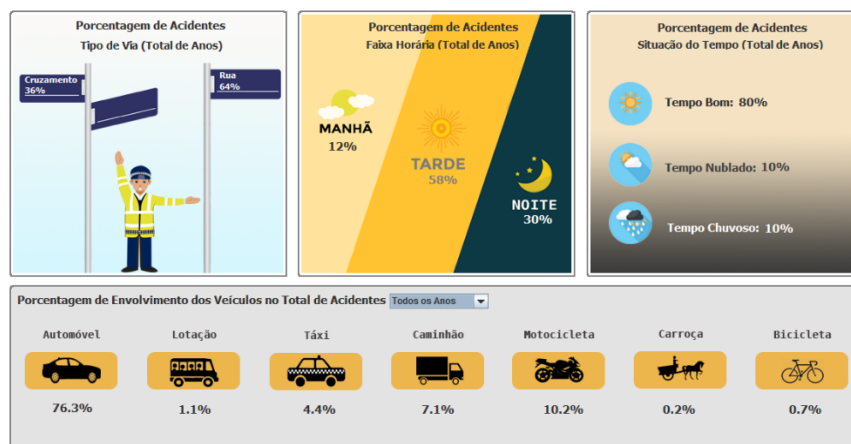 Porcentagem de Acidentes
Tipo de Via (Total de Anos)
Cruzamento
36%
Rua
64%
Porcentagem de Acidentes
Faixa Horária (Total de Anos)
MANHÃ
12%
TARDE
58%
NOITE
30%
Porcentagem de Acidentes
Situação do Tempo (Total de Anos)
Tempo Bom: 80%
Tempo Nublado: 10%
Tempo Chuvoso: 10%
Porcentagem de Envolvimento dos Veículos no Total de Acidentes Todos os Anos
Automóvel Lotação Táxi Caminhão Motocicleta Carroça Bicicleta
76.3% 1.1% 4.4% 7.1% 10.2% 0.2% 0.7%